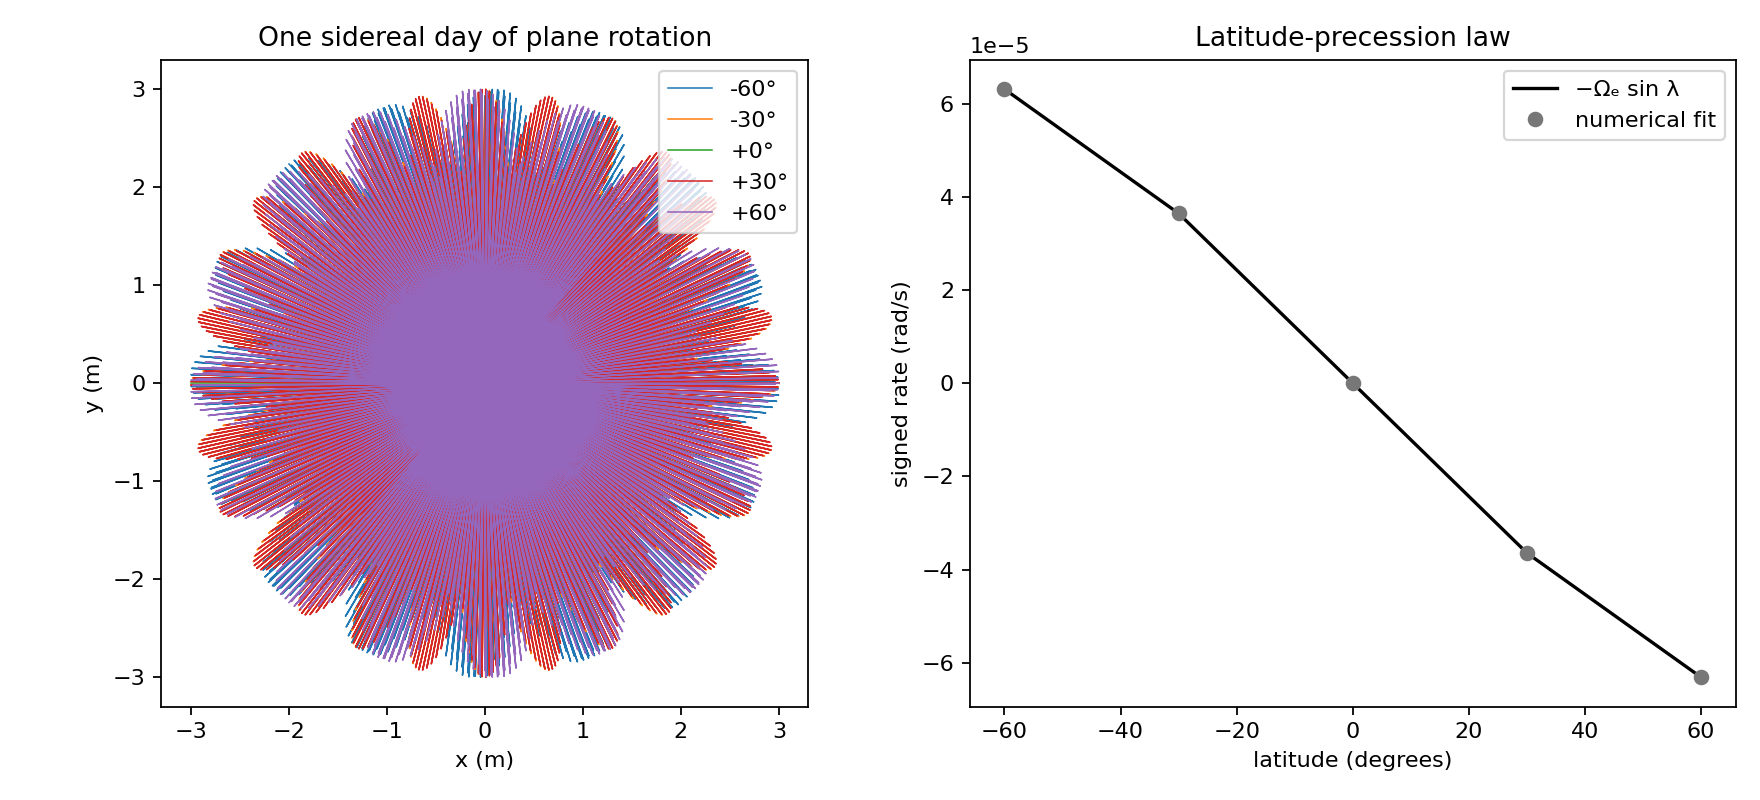 One sidereal day of plane rotation
3
2
1
0
−1
−2
−3
y (m)
−3 −2 −1 0 1 2 3
x (m)
-60°
-30°
+0°
+30°
+60°
Latitude-precession law
1e−5
6
4
2
0
−2
−4
−6
signed rate (rad/s)
−60 −40 −20 0 20 40 60
latitude (degrees)
−Ωₑ sin λ
numerical fit